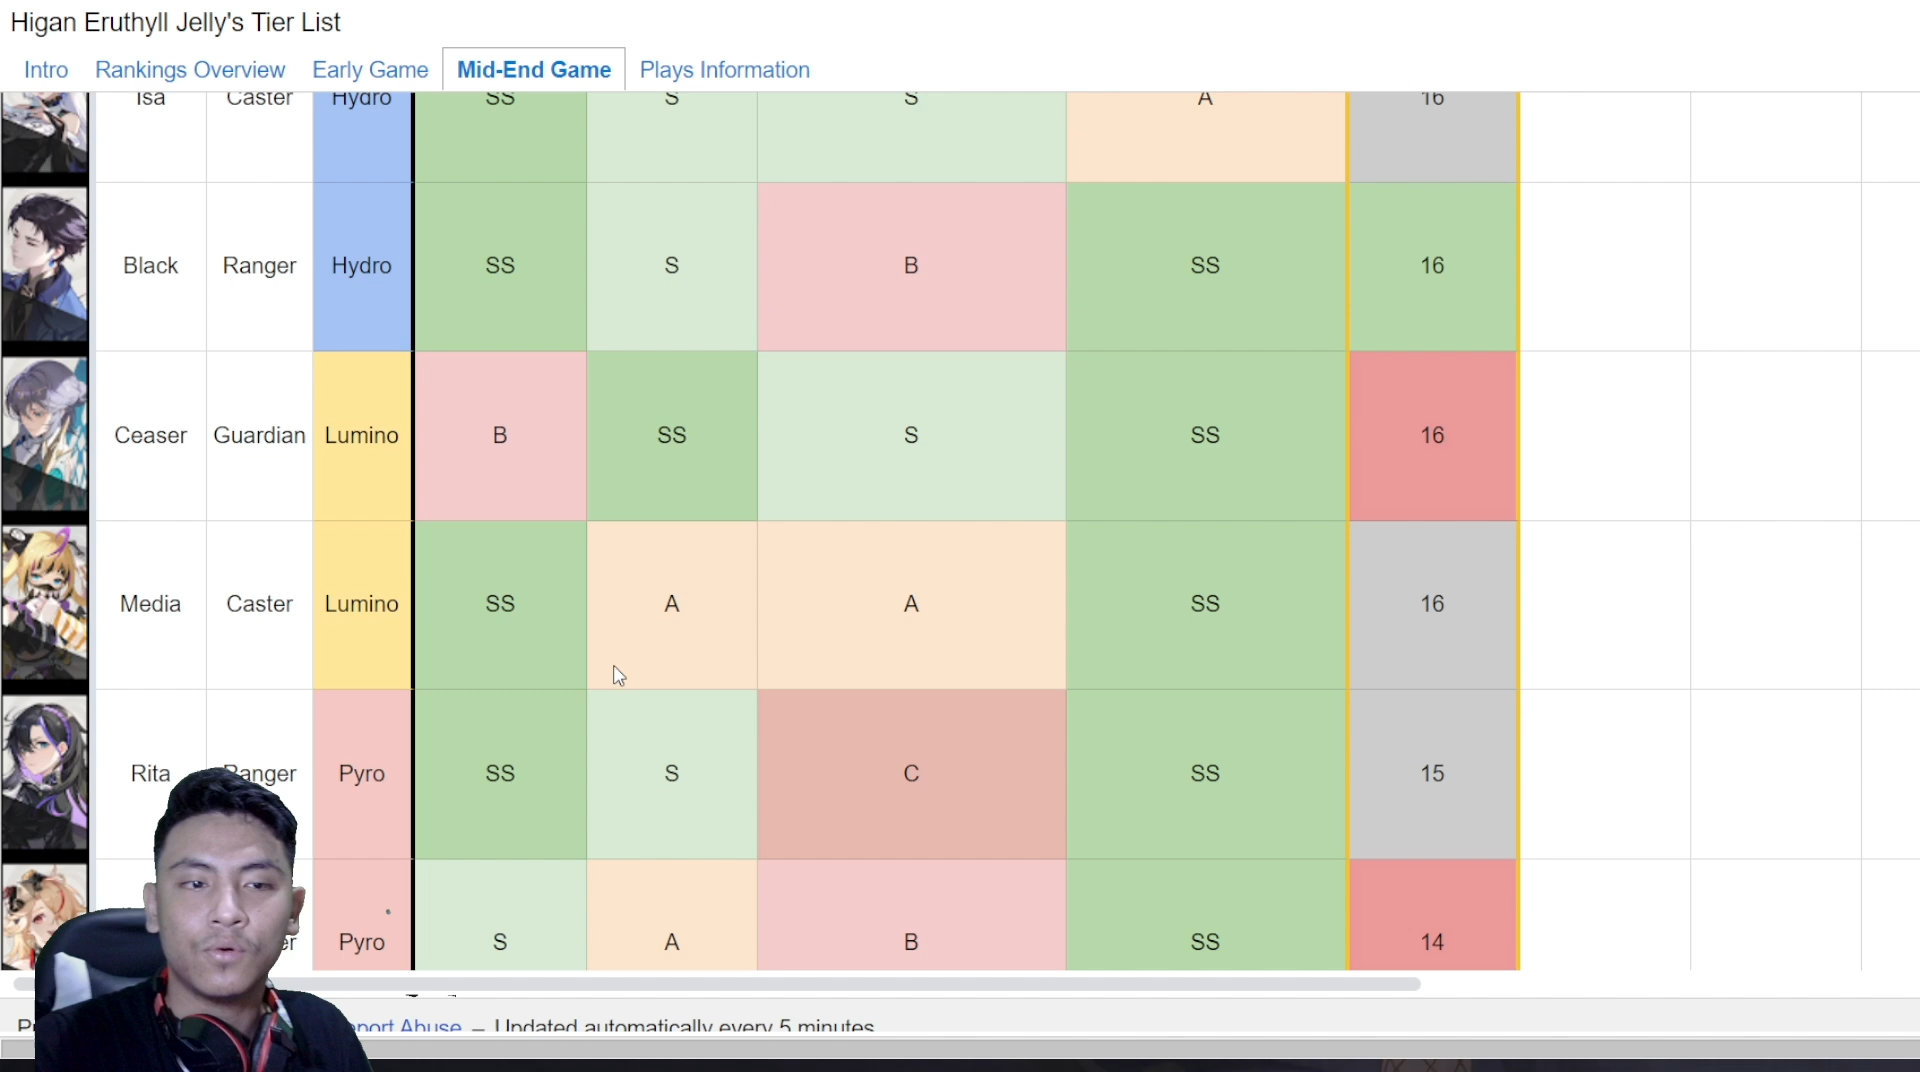 Higan Eruthyll Jelly's Tier List
Intro Rankings Overview Early Game Mid-End Game Plays Information
Isa Caster Hydro SS S S A 16
Black Ranger Hydro SS S B SS 16
Ceaser Guardian Lumino B SS S SS 16
Media Caster Lumino SS A A SS 16
Rita Ranger Pyro SS S C SS 15
Pyro S A B SS 14
Abuse – Updated automatically every 5 minutes